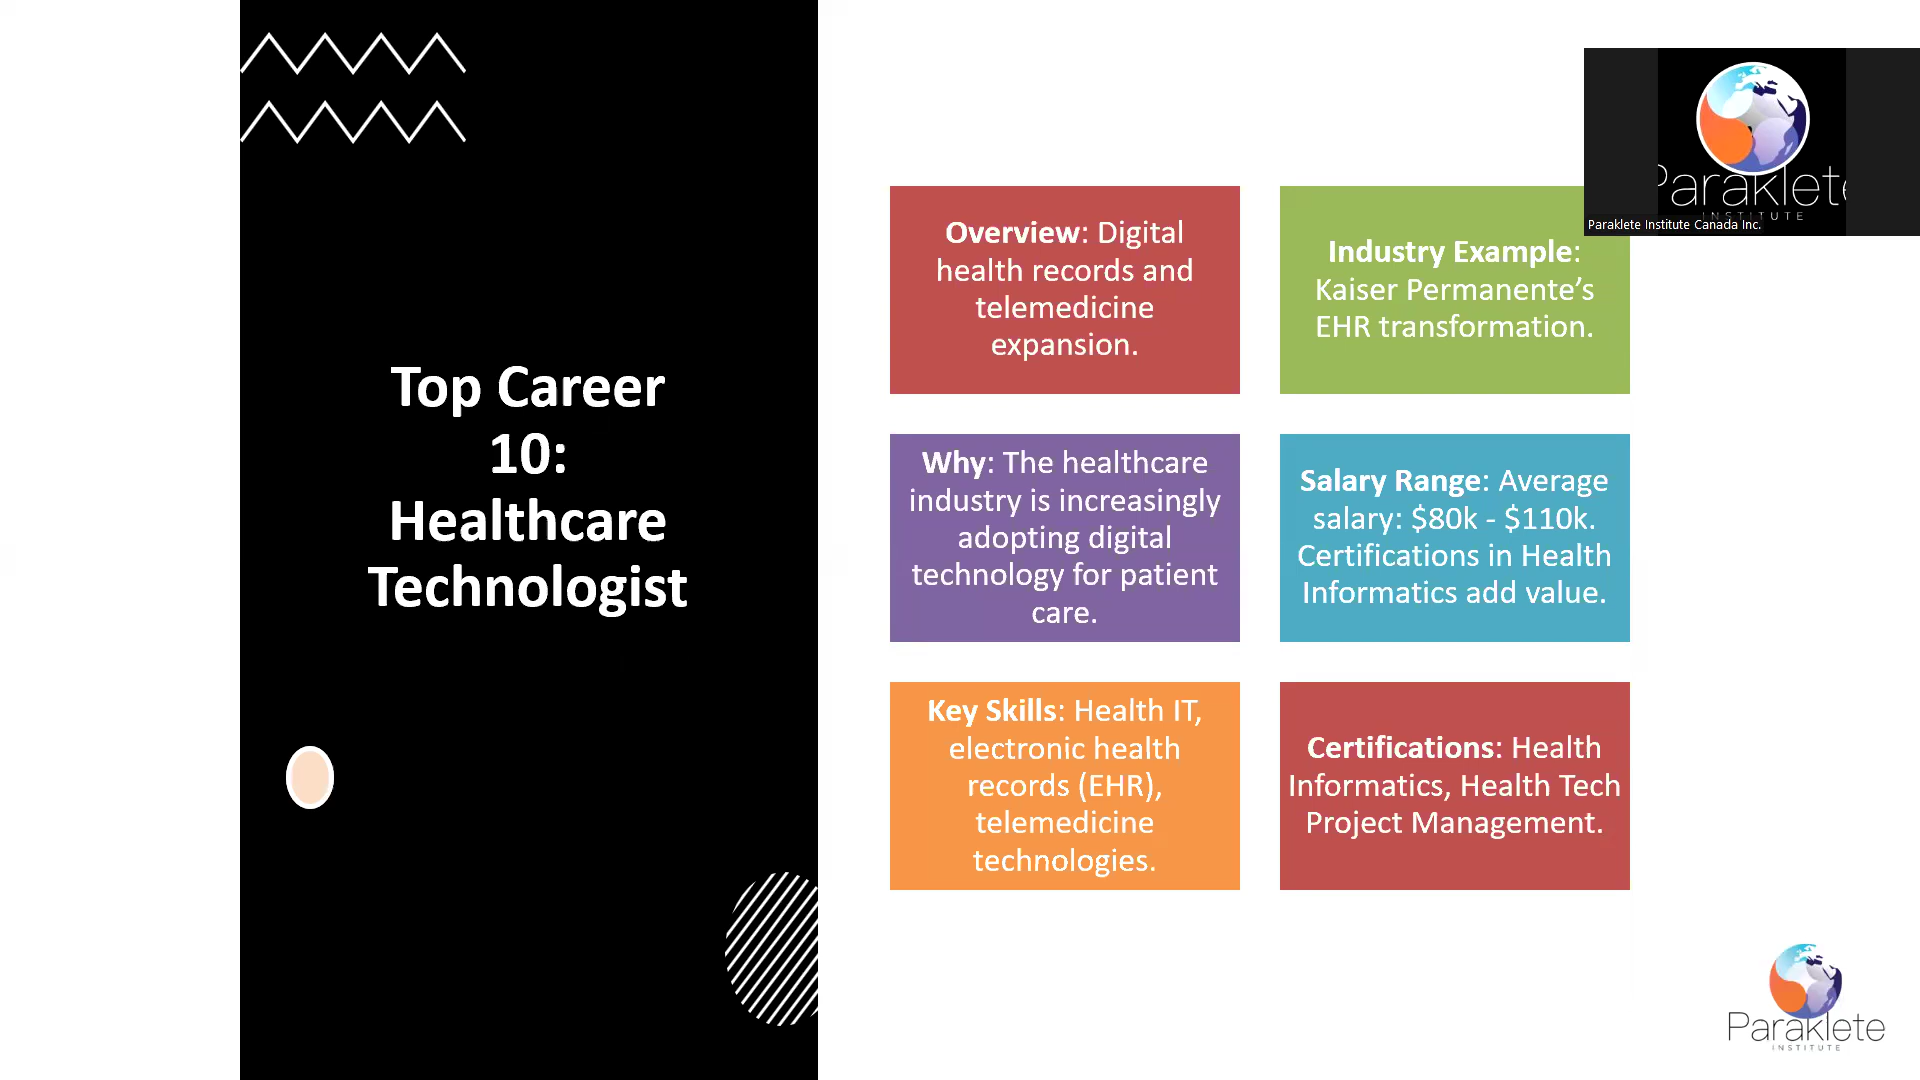 Top Career
10:
Healthcare
Technologist
Overview: Digital
health records and
telemedicine
expansion.
Industry Example:
Kaiser Permanente’s
EHR transformation.
Why: The healthcare
industry is increasingly
adopting digital
technology for patient
care.
Salary Range: Average
salary: $80k - $110k.
Certifications in Health
Informatics add value.
Key Skills: Health IT,
electronic health
records (EHR),
telemedicine
technologies.
Certifications: Health
Informatics, Health Tech
Project Management.
Paraklete
INSTITUTE
Paraklete Institute Canada Inc.
Paraklete
INSTITUTE